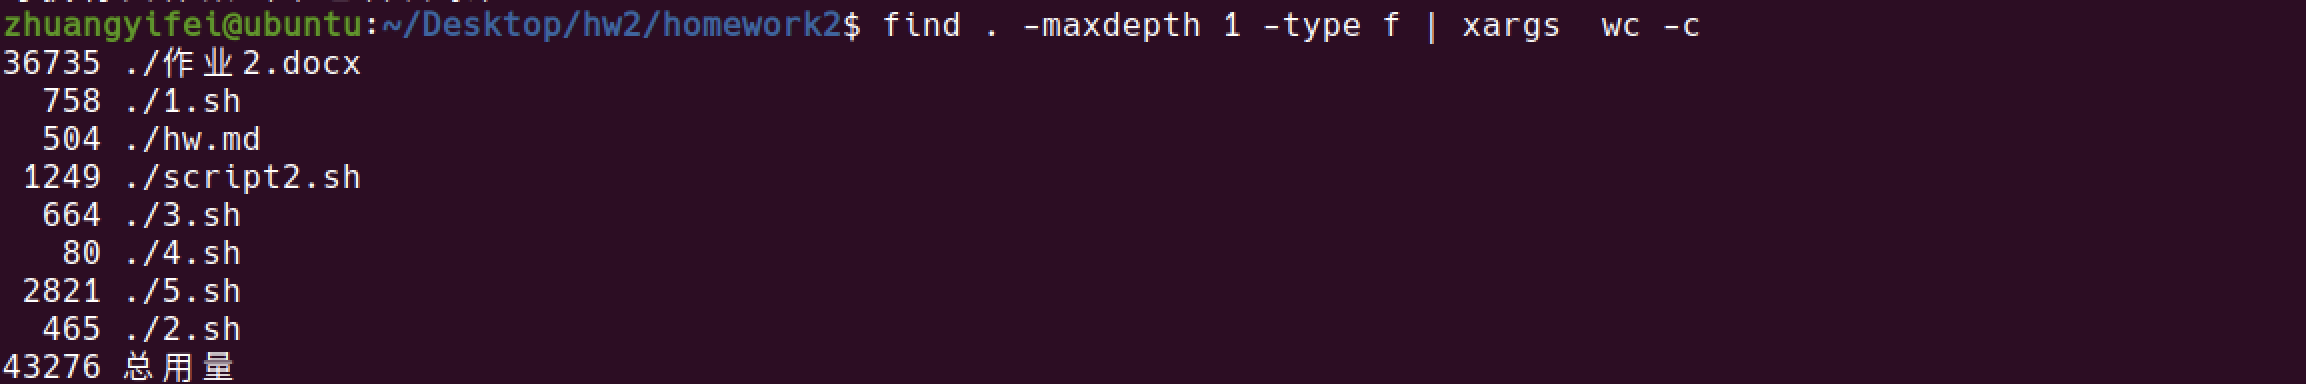 zhuangyifei@ubuntu:~/Desktop/hw2/homework2$ find . -maxdepth 1 -type f | xargs  wc -c
36735 ./作业2.docx
  758 ./1.sh
  504 ./hw.md
 1249 ./script2.sh
  664 ./3.sh
   80 ./4.sh
 2821 ./5.sh
  465 ./2.sh
43276 总用量